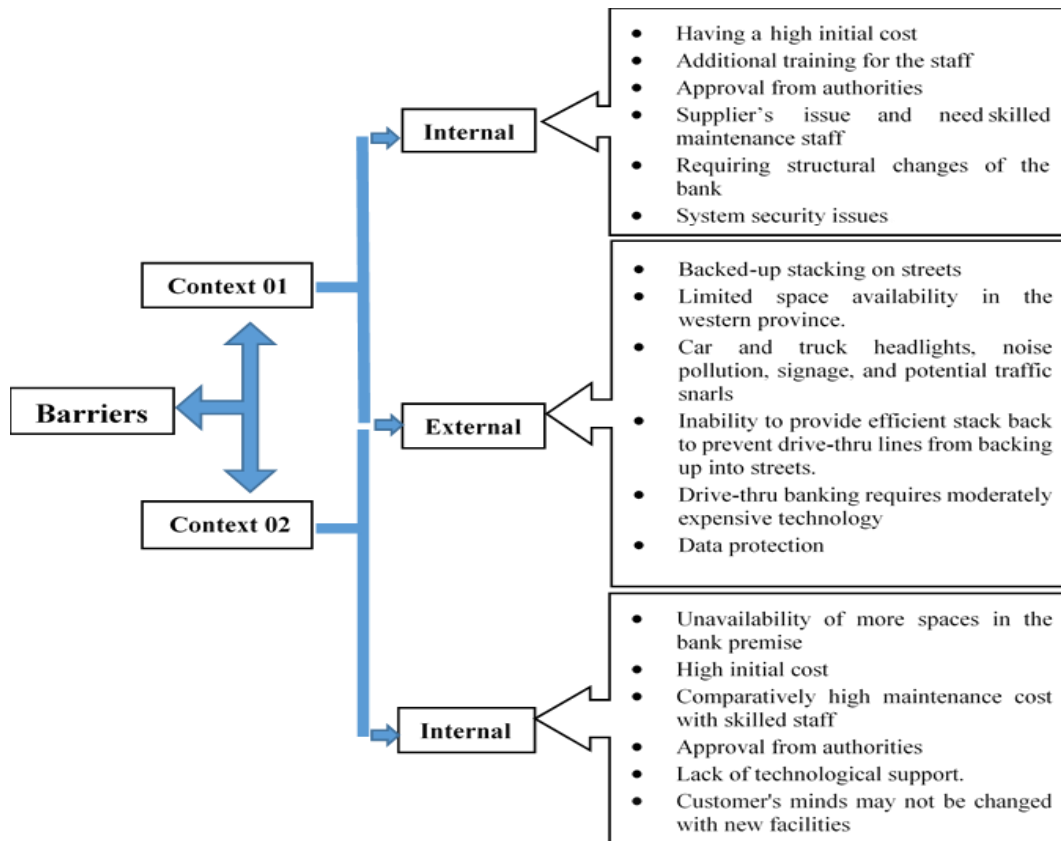 Barriers
Context 01
Context 02
Internal
Having a high initial cost
Additional training for the staff
Approval from authorities
Supplier's issue and need skilled
maintenance staff
Requiring structural changes of the
bank
System security issues
External
Backed-up stacking on streets
Limited space availability in the
western province.
Car and truck headlights, noise
pollution, signage, and potential traffic
snarls
Inability to provide efficient stack back
to prevent drive-thru lines from backing
up into streets.
Drive-thru banking requires moderately
expensive technology
Data protection
Internal
Unavailability of more spaces in the
bank premise
High initial cost
Comparatively high maintenance cost
with skilled staff
Approval from authorities
Lack of technological support.
Customer's minds may not be changed
with new facilities